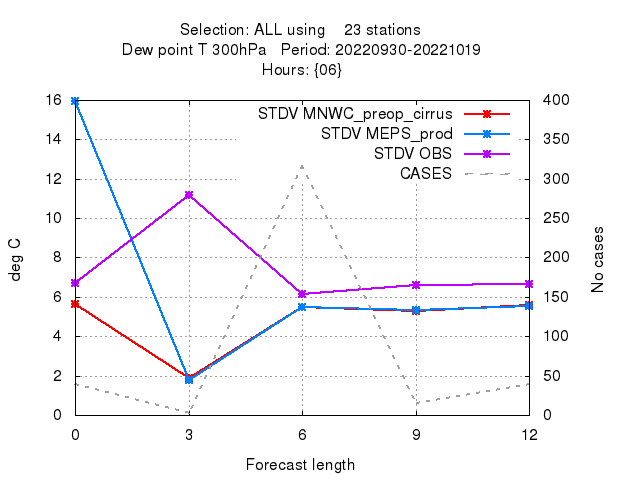 Selection: ALL using    23 stations
Dew point T 300hPa   Period: 20220930-20221019
Hours: {06}
STDV MNWC_preop_cirrus
STDV MEPS_prod
STDV OBS
CASES
16
14
12
10
8
6
4
2
0
deg C
400
350
300
250
200
150
100
50
0
No cases
0 3 6 9 12
Forecast length